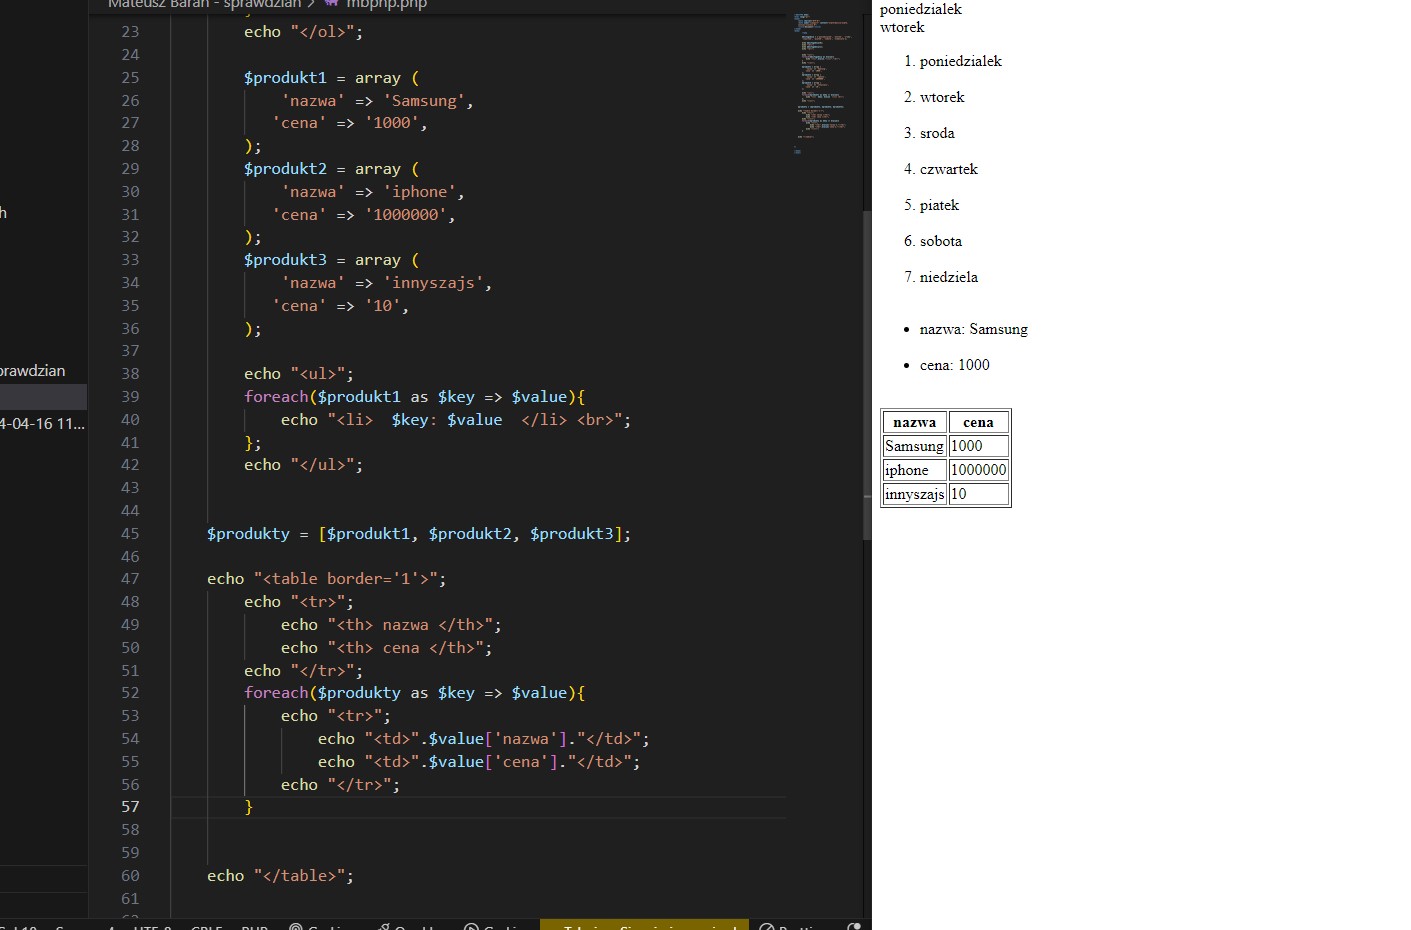 Mateusz Baran - sprawdzian > mbphp.php
23 echo "</ol>";
24
25 $produkt1 = array (
26 'nazwa' => 'Samsung',
27 'cena' => '1000',
28 );
29 $produkt2 = array (
30 'nazwa' => 'iphone',
31 'cena' => '1000000',
32 );
33 $produkt3 = array (
34 'nazwa' => 'innyszajs',
35 'cena' => '10',
36 );
37
38 echo "<ul>";
39 foreach($produkt1 as $key => $value){
40 echo "<li>  $key: $value  </li> <br>";
41 };
42 echo "</ul>";
43
44
45 $produkty = [$produkt1, $produkt2, $produkt3];
46
47 echo "<table border='1'>";
48 echo "<tr>";
49 echo "<th> nazwa </th>";
50 echo "<th> cena </th>";
51 echo "</tr>";
52 foreach($produkty as $key => $value){
53 echo "<tr>";
54 echo "<td>".$value['nazwa']."</td>";
55 echo "<td>".$value['cena']."</td>";
56 echo "</tr>";
57 }
58
59
60 echo "</table>";
61
h
prawdzian
4-04-16 11...
poniedzialek
wtorek
1. poniedzialek
2. wtorek
3. sroda
4. czwartek
5. piatek
6. sobota
7. niedziela
• nazwa: Samsung
• cena: 1000
nazwa cena
Samsung 1000
iphone 1000000
innyszajs 10